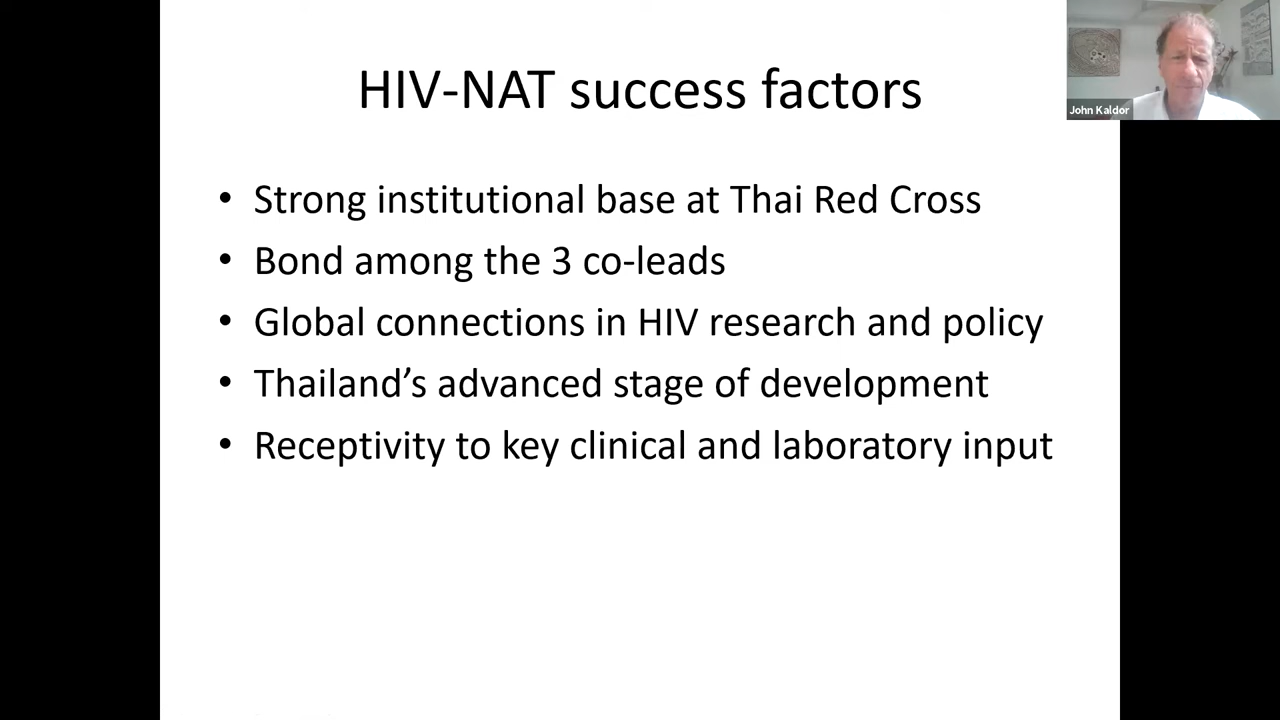 HIV-NAT success factors
John Kaldor
• Strong institutional base at Thai Red Cross
• Bond among the 3 co-leads
• Global connections in HIV research and policy
• Thailand’s advanced stage of development
• Receptivity to key clinical and laboratory input